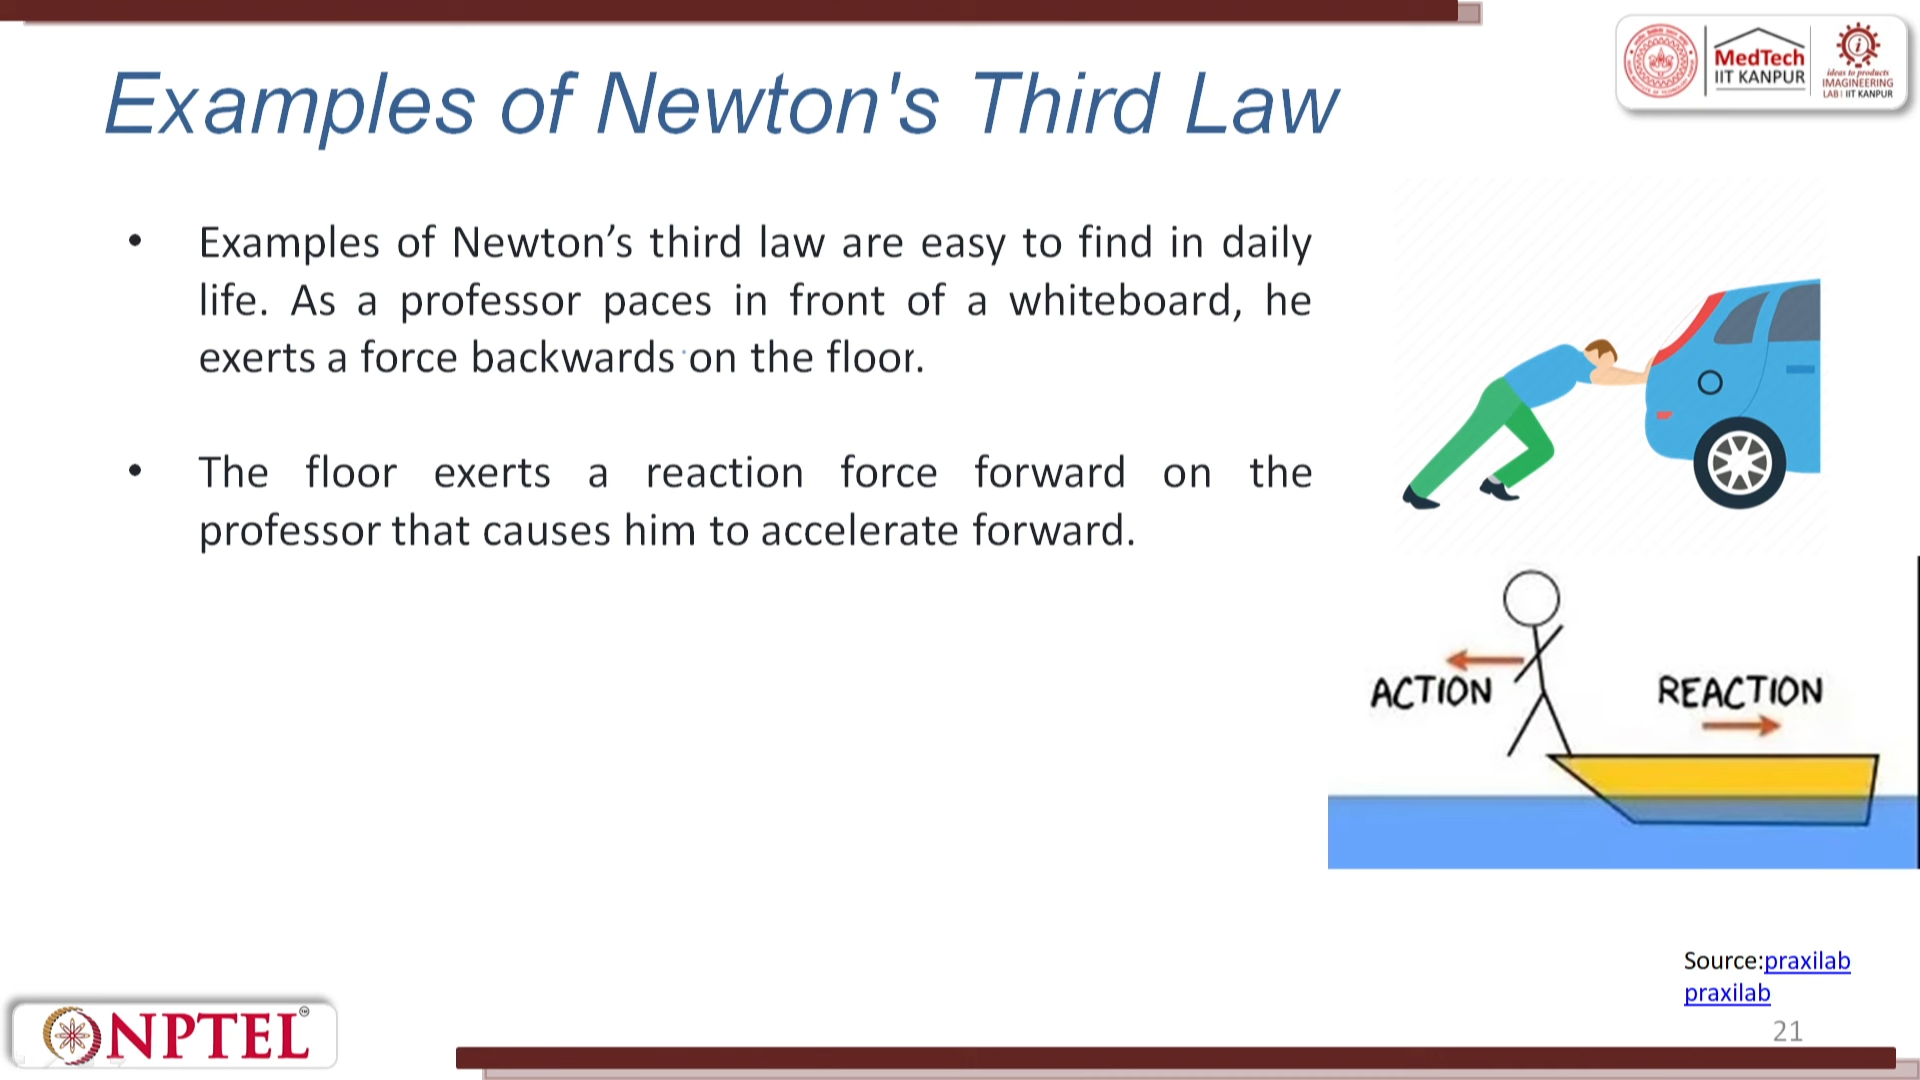 Examples of Newton's Third Law
MedTech
IIT KANPUR
ideas to products
IMAGINEERING
LAB | IIT KANPUR
• Examples of Newton’s third law are easy to find in daily
life. As a professor paces in front of a whiteboard, he
exerts a force backwards on the floor.
• The floor exerts a reaction force forward on the
professor that causes him to accelerate forward.
ACTION
REACTION
Source:praxilab
praxilab
21
NPTEL